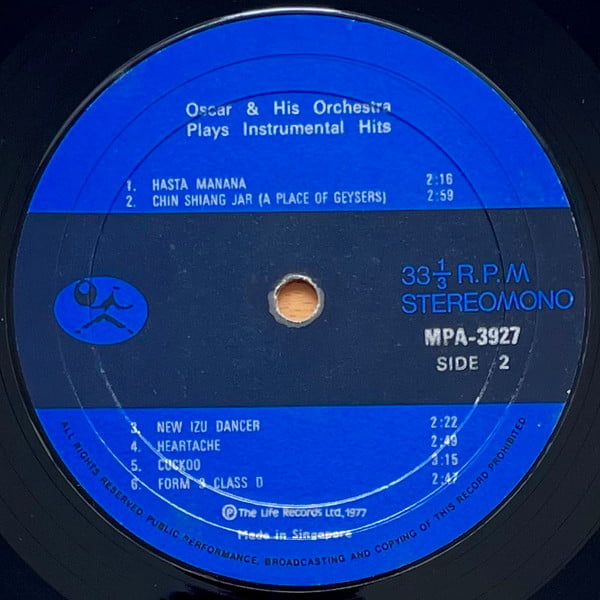 Oscar & His Orchestra
Plays Instrumental Hits
1. HASTA MANANA 2:16
2. CHIN SHIANG JAR (A PLACE OF GEYSERS) 2:59
33 1/3 R.P.M
STEREOMONO
MPA-3927
SIDE 2
3. NEW IZU DANCER 2:22
4. HEARTACHE 2:49
5. CUCKOO 3:15
6. FORM 3 CLASS D 2:47
Ⓟ The Life Records Ltd., 1977
Made in Singapore
ALL RIGHTS RESERVED. PUBLIC PERFORMANCE, BROADCASTING AND COPYING OF THIS RECORD PROHIBITED